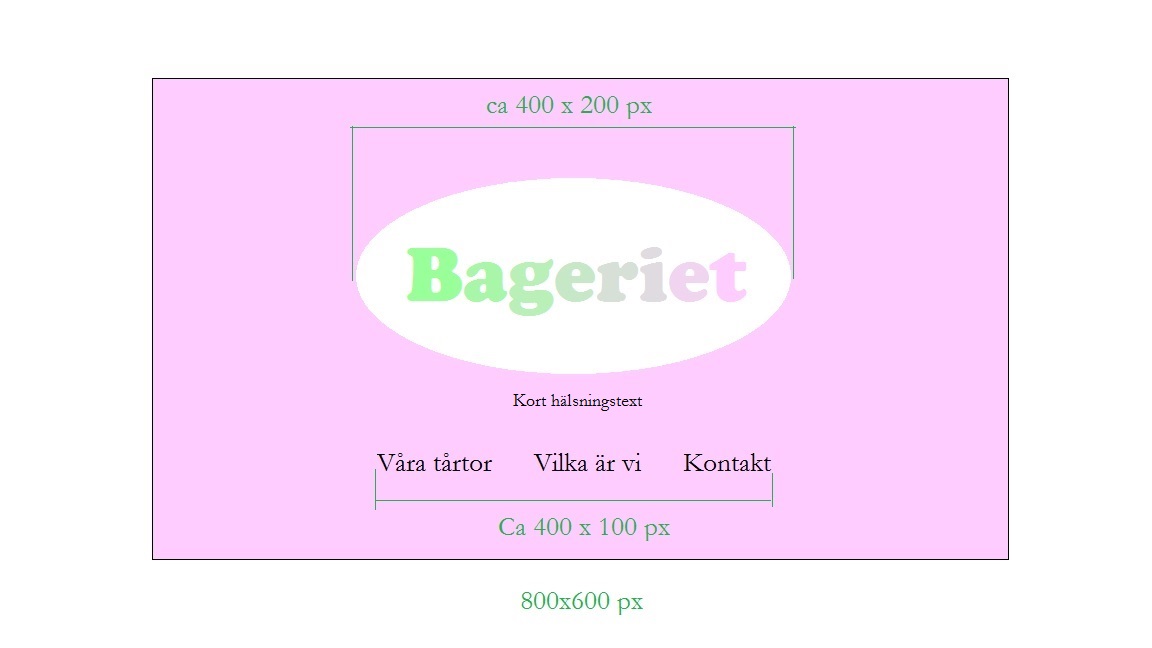 ca 400 x 200 px
Bageriet
Kort hälsningstext
Våra tårtor Vilka är vi Kontakt
Ca 400 x 100 px
800x600 px